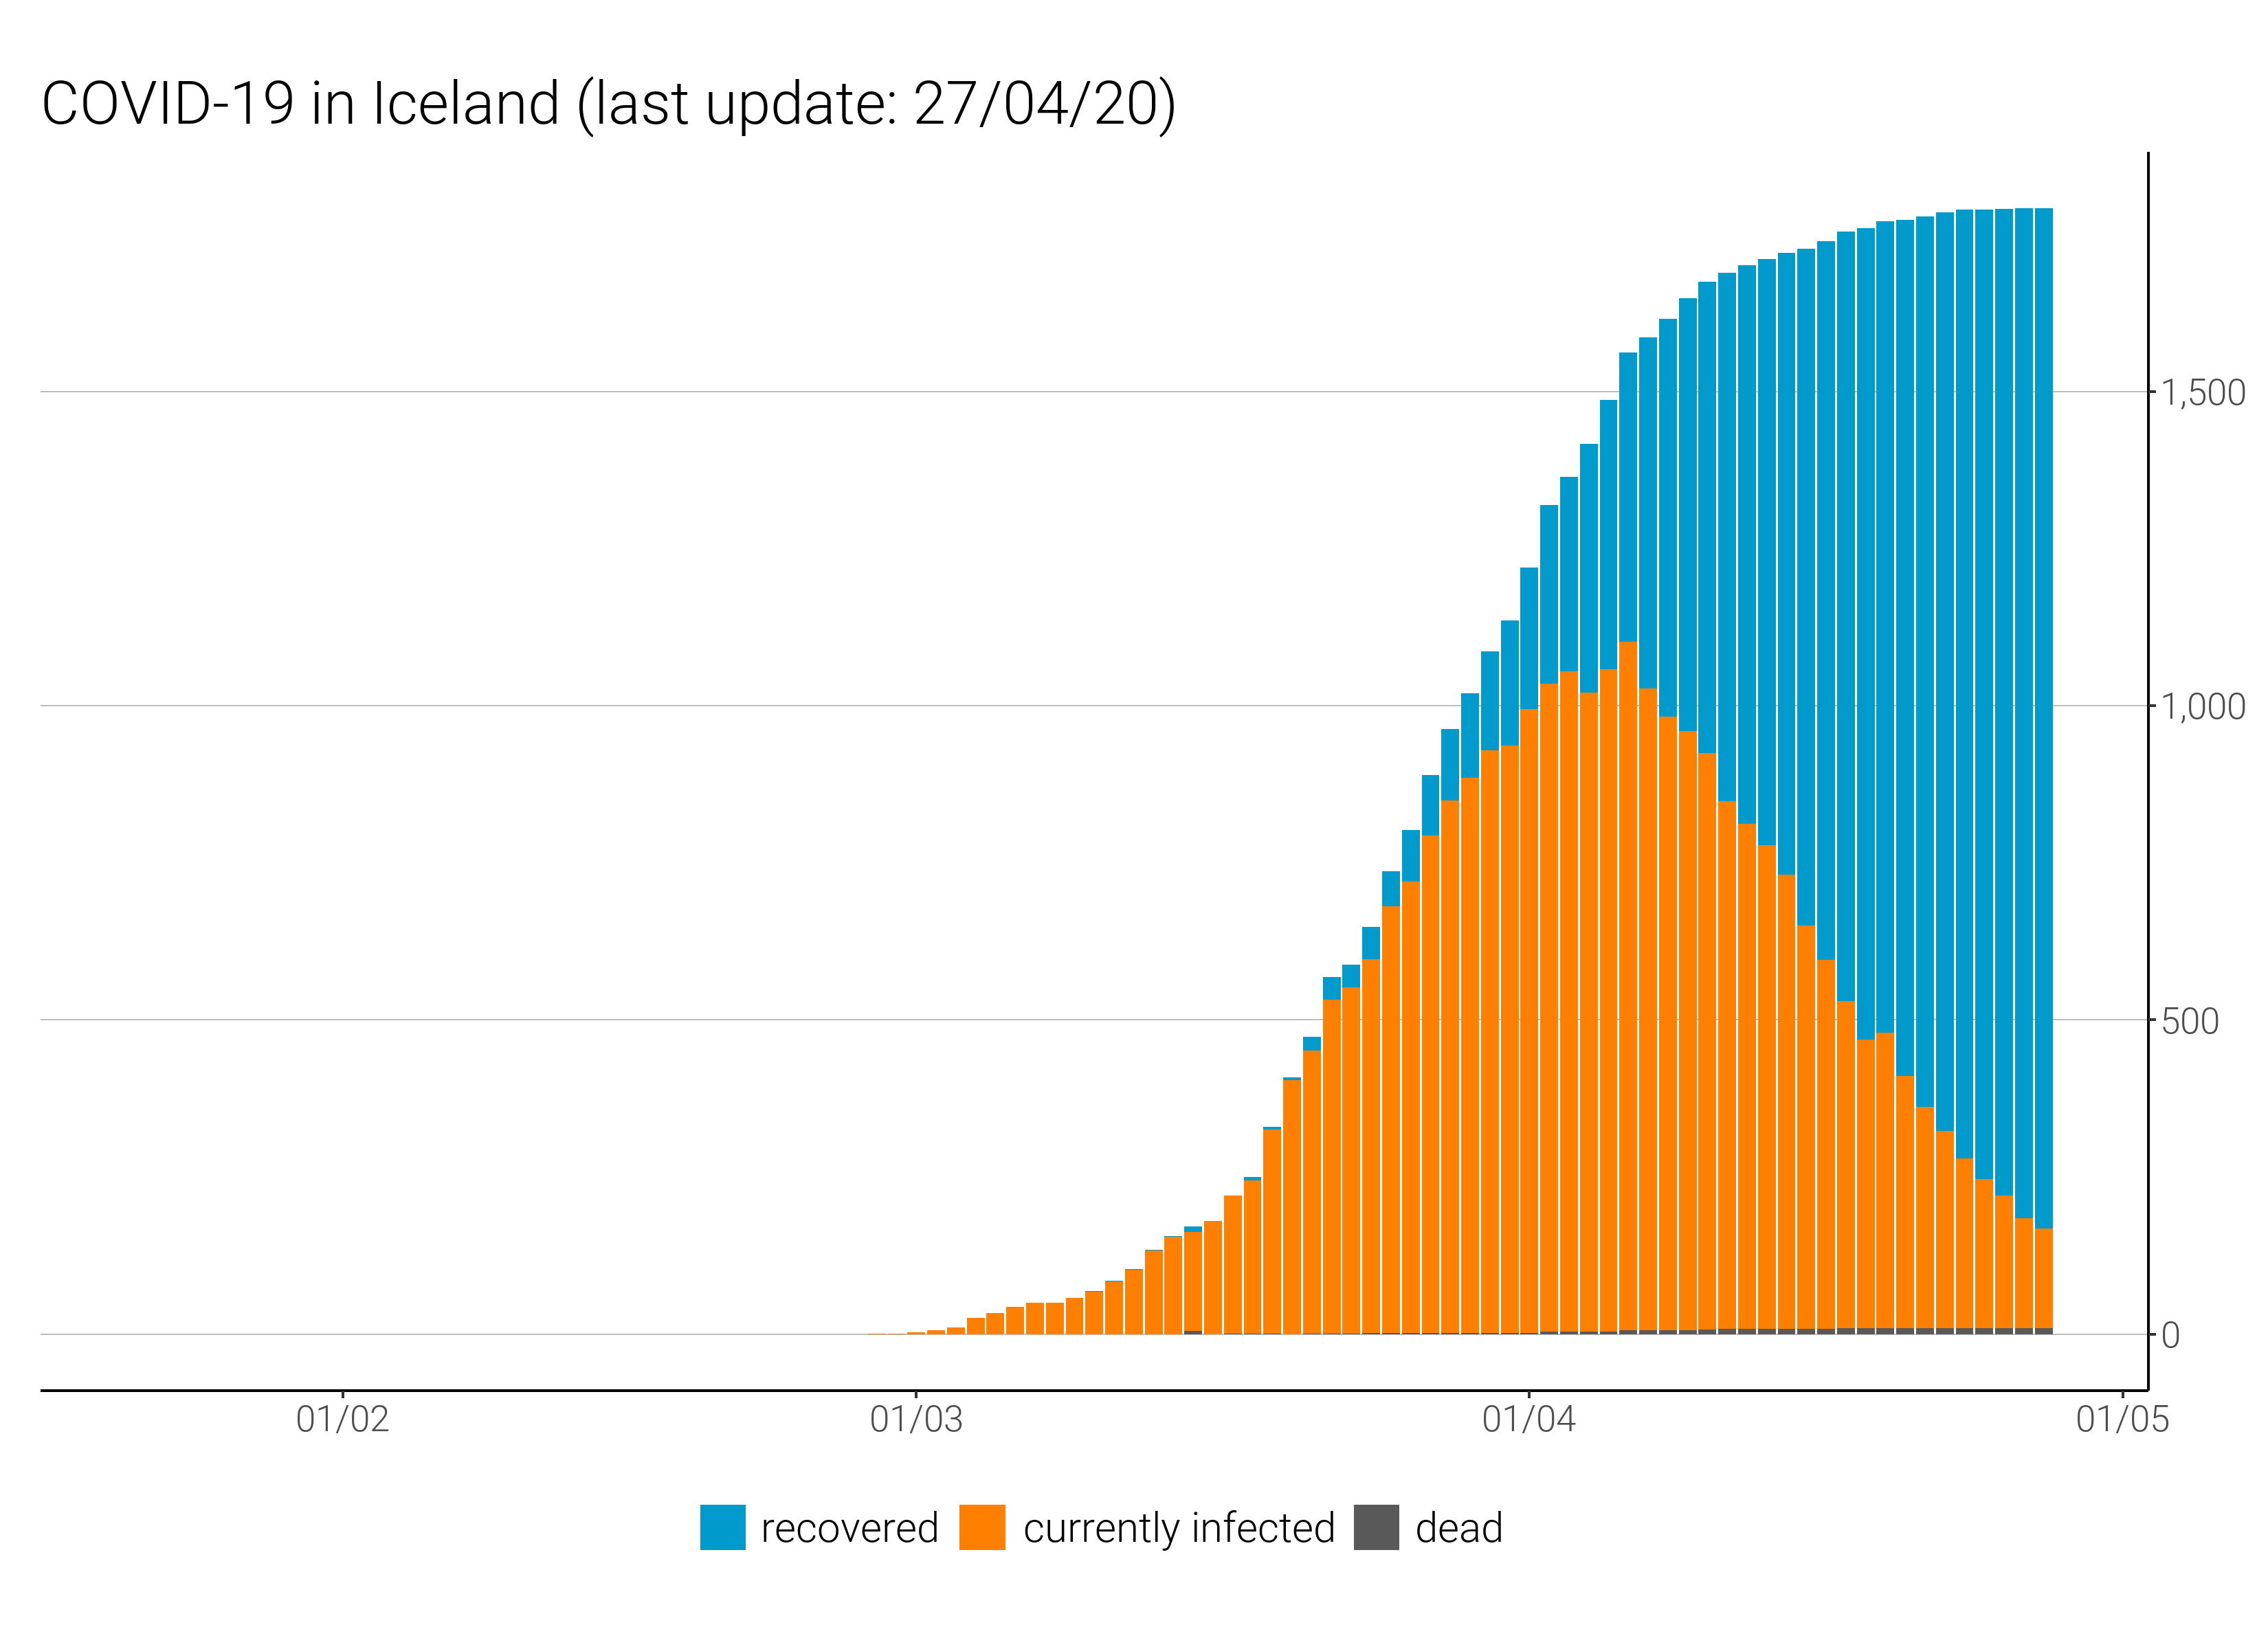 COVID-19 in Iceland (last update: 27/04/20)
1,500
1,000
500
0
01/02 01/03 01/04 01/05
recovered currently infected dead